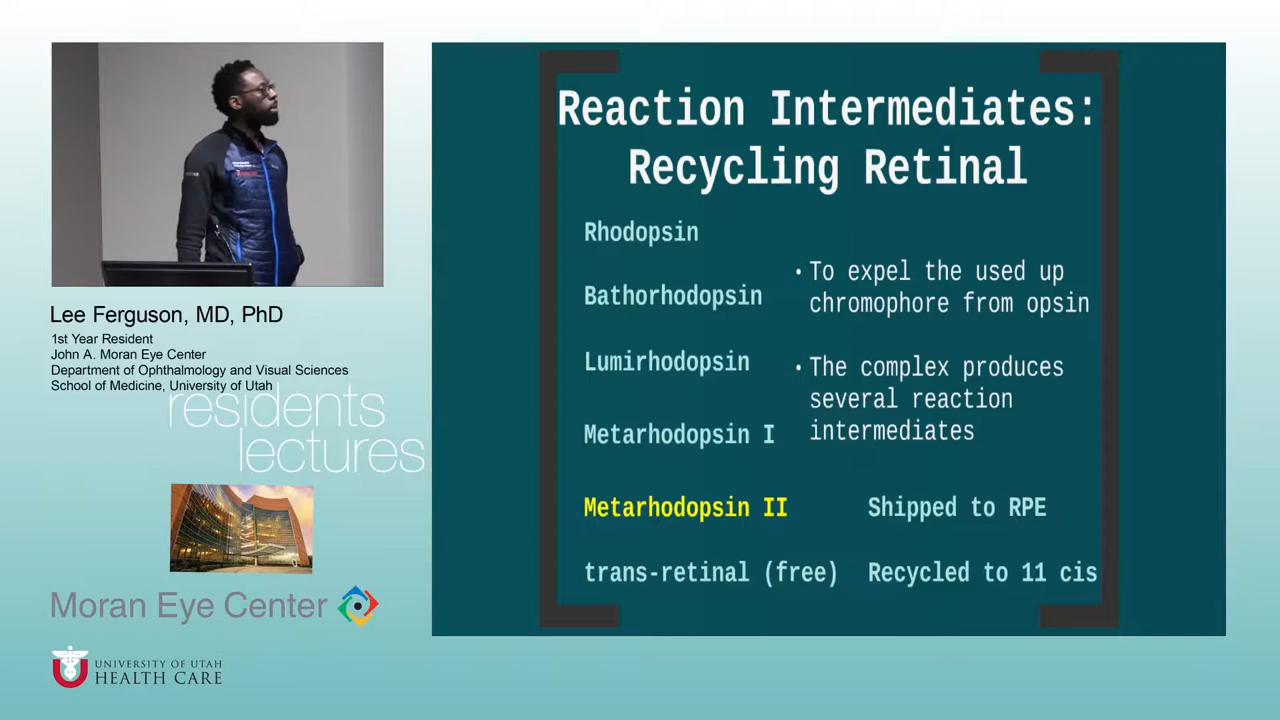 Reaction Intermediates:
Recycling Retinal
Rhodopsin
Bathorhodopsin
Lumirhodopsin
Metarhodopsin I
Metarhodopsin II
trans-retinal (free)
• To expel the used up
chromophore from opsin
• The complex produces
several reaction
intermediates
Shipped to RPE
Recycled to 11 cis
Lee Ferguson, MD, PhD
1st Year Resident
John A. Moran Eye Center
Department of Ophthalmology and Visual Sciences
School of Medicine, University of Utah
residents
lectures
Moran Eye Center
UNIVERSITY OF UTAH
HEALTH CARE